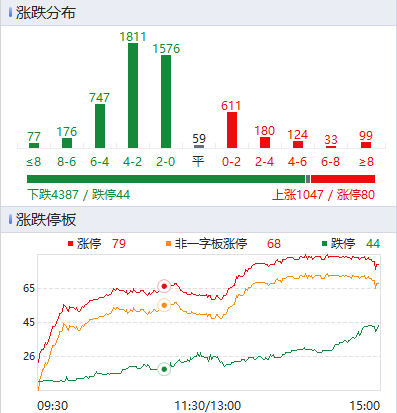 涨跌分布
77 176 747 1811 1576 59 611 180 124 33 99
≤8 8-6 6-4 4-2 2-0 平 0-2 2-4 4-6 6-8 ≥8
下跌4387 / 跌停44 上涨1047 / 涨停80
涨跌停板
涨停 79 非一字板涨停 68 跌停 44
65
45
26
09:30 11:30/13:00 15:00